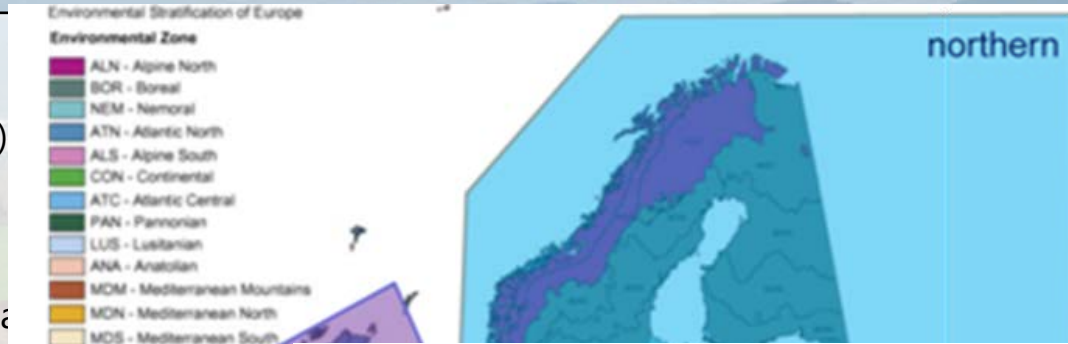 Environmental Stratification of Europe
Environmental Zone
northern
ALN - Alpine North
BOR - Boreal
NEM - Nemoral
ATN - Atlantic North
)
ALS - Alpine South
CON - Continental
ATC - Atlantic Central
PAN - Pannonian
LUS - Lusitanian
ANA - Anatolian
MDM - Mediterranean Mountains
MDN - Mediterranean North
a
MDS - Mediterranean South